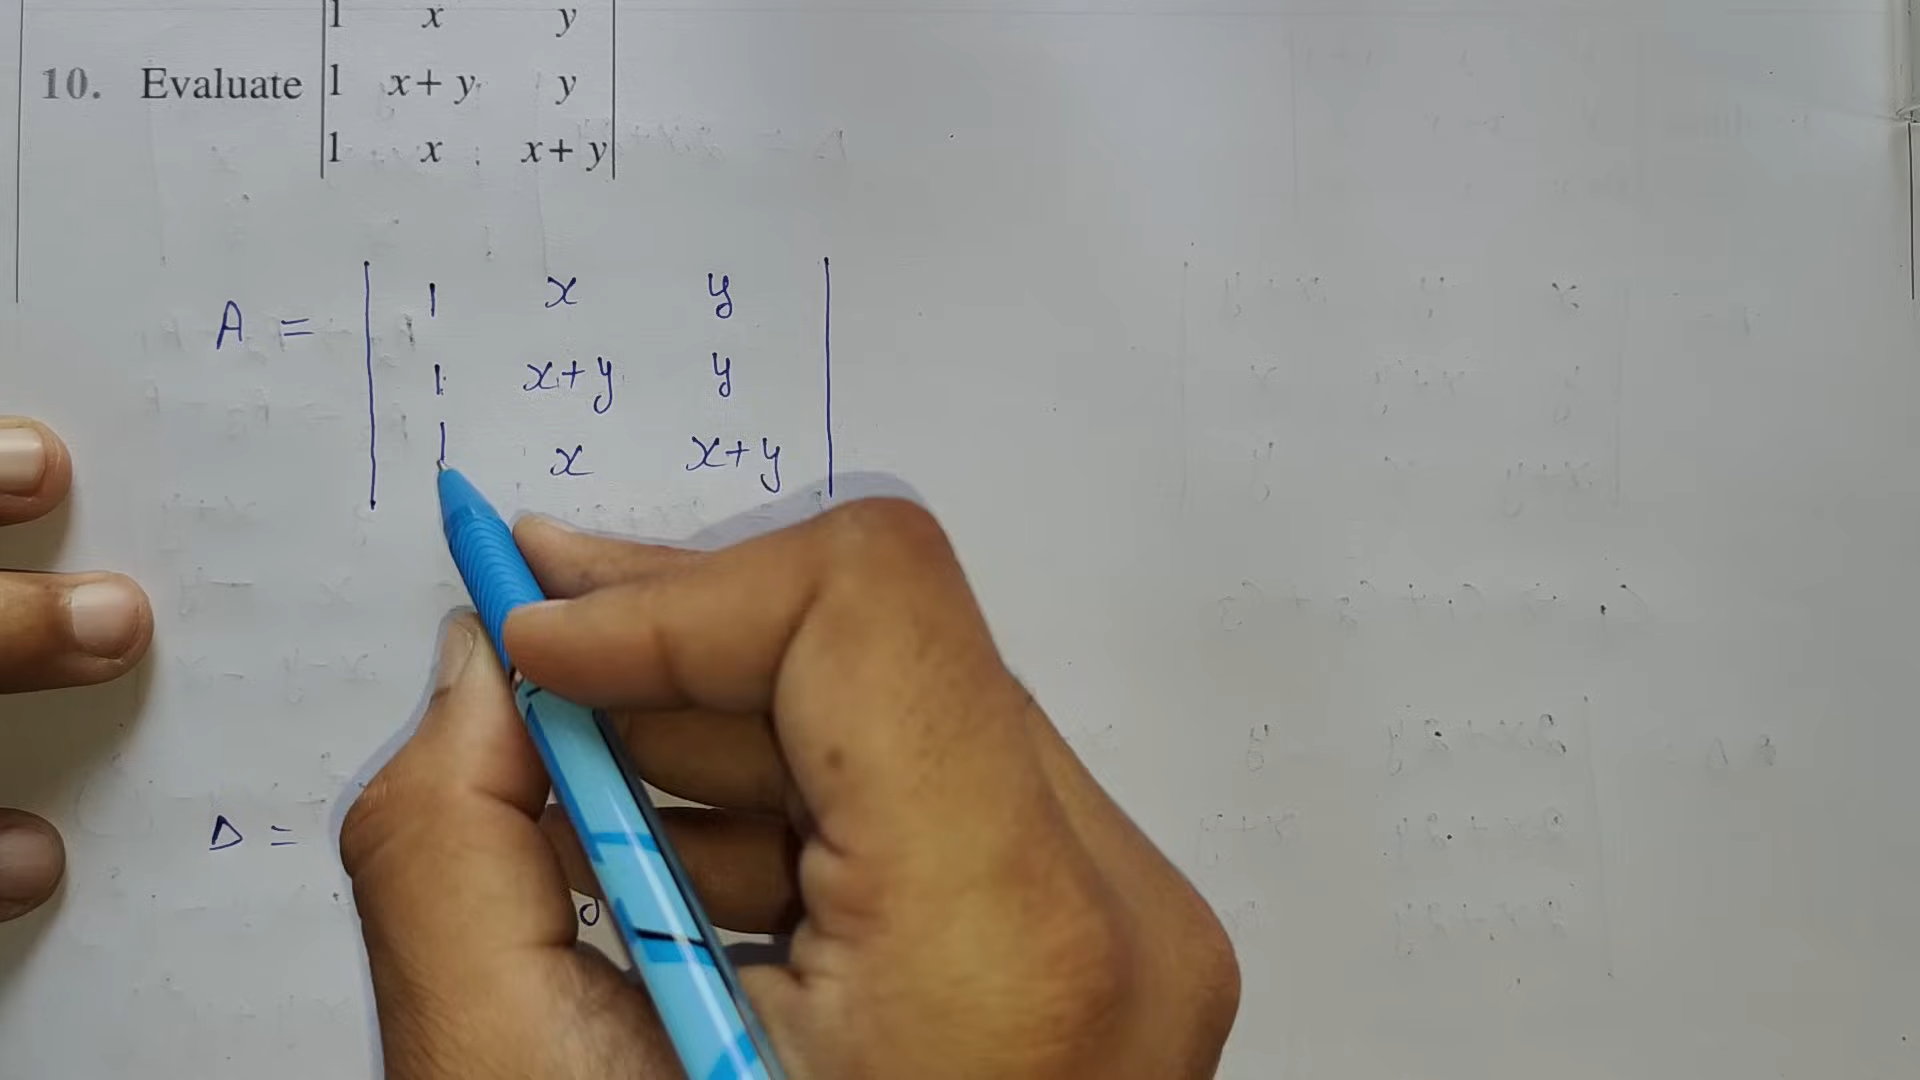 1 x y
10. Evaluate 1 x+ y y
1 x x+ y
1 x y
A =
1 x+y y
1 x x+y
Δ =